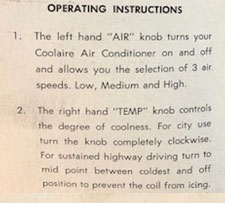 OPERATING INSTRUCTIONS
1. The left hand "AIR" knob turns your
Coolaire Air Conditioner on and off
and allows you the selection of 3 air
speeds. Low, Medium and High.
2. The right hand "TEMP" knob controls
the degree of coolness. For city use
turn the knob completely clockwise.
For sustained highway driving turn to
mid point between coldest and off
position to prevent the coil from icing.